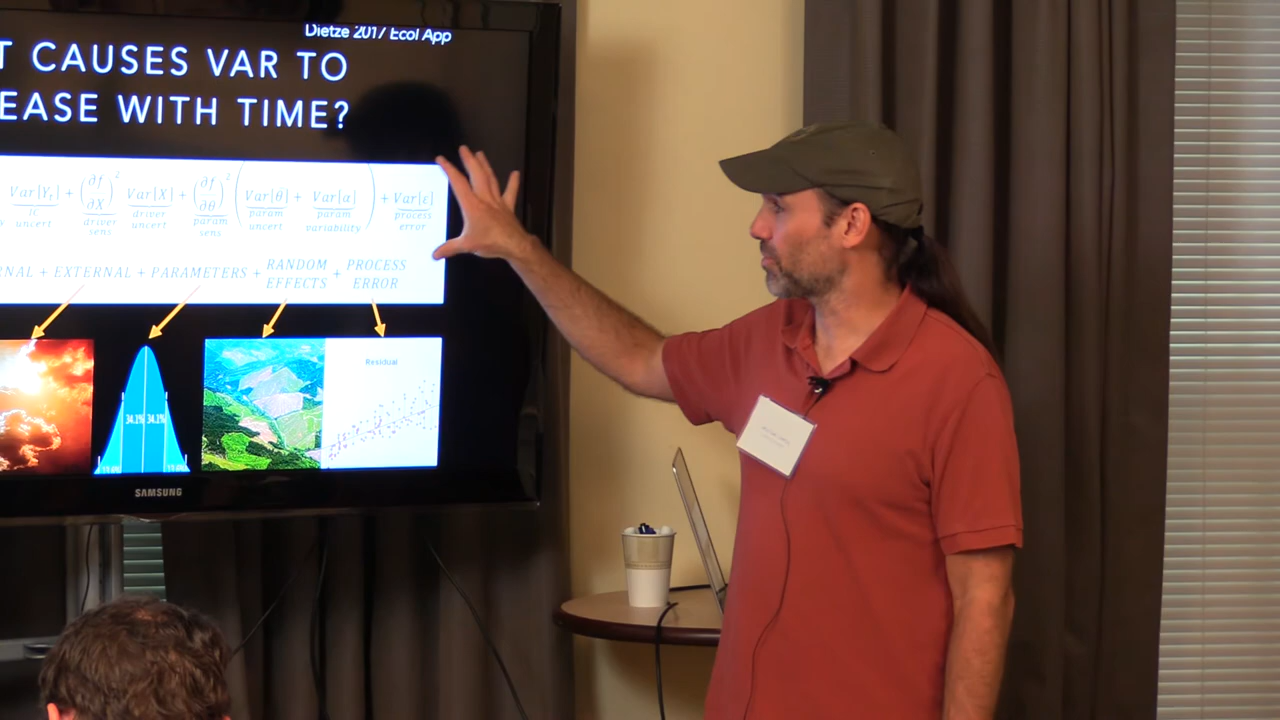 Dietze 2017 Ecol App
T CAUSES VAR TO
EASE WITH TIME?
Var[Yt] + (∂f/∂X)² Var[X] + (∂f/∂θ)² (Var[θ] + Var[α]) + Var[ε]
IC uncert driver sens driver uncert param sens param uncert param variability process error
NAL + EXTERNAL + PARAMETERS + RANDOM EFFECTS + PROCESS ERROR
Residual
34.1% 34.1%
SAMSUNG